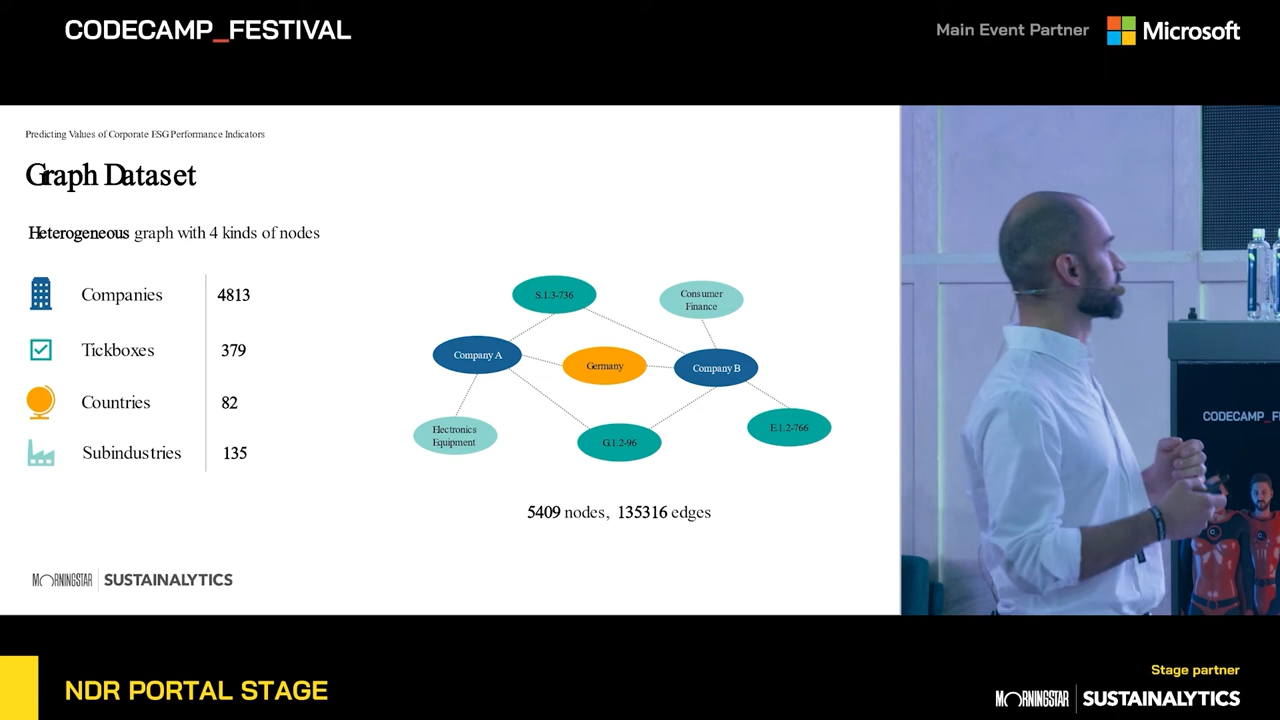 CODECAMP_FESTIVAL
Main Event Partner
Microsoft
Predicting Values of Corporate ESG Performance Indicators
Graph Dataset
Heterogeneous graph with 4 kinds of nodes
Companies 4813
Tickboxes 379
Countries 82
Subindustries 135
S.1.3-736
Consumer
Finance
Company A
Germany
Company B
Electronics
Equipment
G.1.2-96
E.1.2-766
5409 nodes, 135316 edges
MORNINGSTAR | SUSTAINALYTICS
CODECAMP_F
NDR PORTAL STAGE
Stage partner
MORNINGSTAR | SUSTAINALYTICS